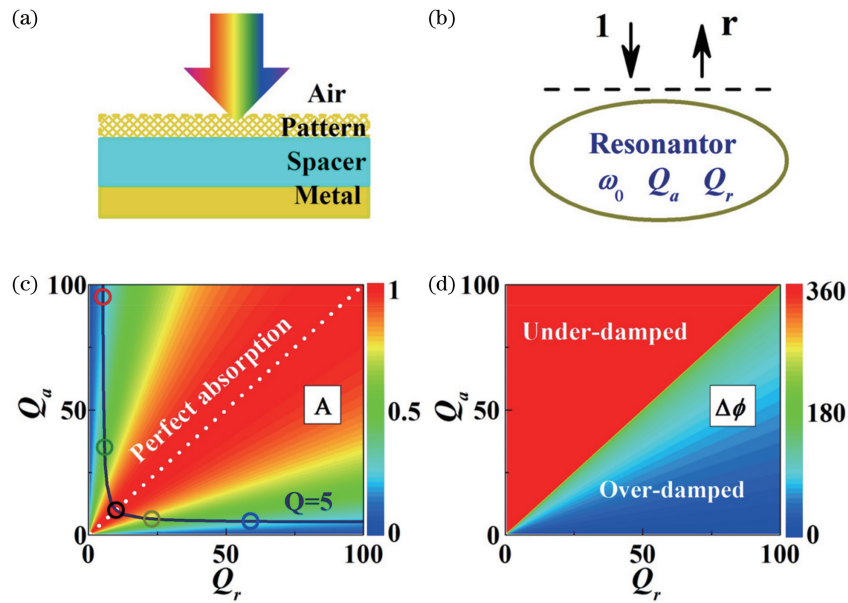 (a)
Air
Pattern
Spacer
Metal
(b)
1 r
Resonantor
ω0 Qa Qr
(c)
100
50
0
Qa
0 50 100
Qr
Perfect absorption
A
Q=5
1
0.5
0
(d)
100
50
0
Qa
0 50 100
Qr
Under-damped
Δϕ
Over-damped
360
180
0